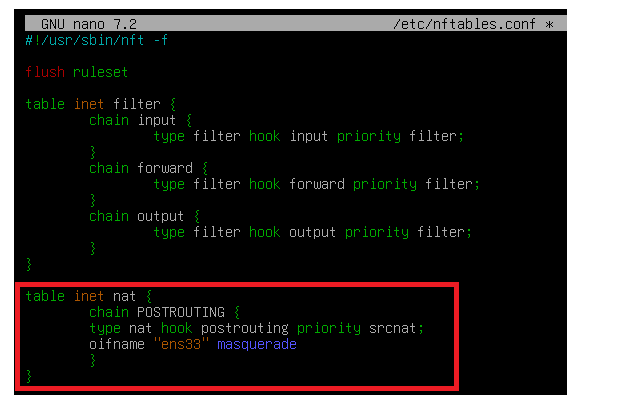 GNU nano 7.2 /etc/nftables.conf *
#!/usr/sbin/nft -f
flush ruleset
table inet filter {
chain input {
type filter hook input priority filter;
}
chain forward {
type filter hook forward priority filter;
}
chain output {
type filter hook output priority filter;
}
}
table inet nat {
chain POSTROUTING {
type nat hook postrouting priority srcnat;
oifname "ens33" masquerade
}
}